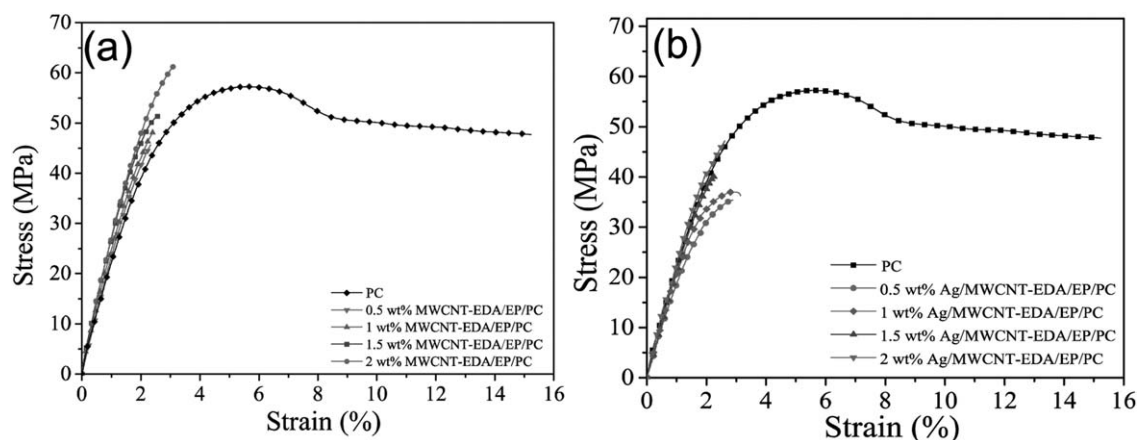 (a)
70
60
50
40
30
20
10
0
Stress (MPa)
PC
0.5 wt% MWCNT-EDA/EP/PC
1 wt% MWCNT-EDA/EP/PC
1.5 wt% MWCNT-EDA/EP/PC
2 wt% MWCNT-EDA/EP/PC
0 2 4 6 8 10 12 14 16
Strain (%)
(b)
70
60
50
40
30
20
10
0
Stress (MPa)
PC
0.5 wt% Ag/MWCNT-EDA/EP/PC
1 wt% Ag/MWCNT-EDA/EP/PC
1.5 wt% Ag/MWCNT-EDA/EP/PC
2 wt% Ag/MWCNT-EDA/EP/PC
0 2 4 6 8 10 12 14 16
Strain (%)